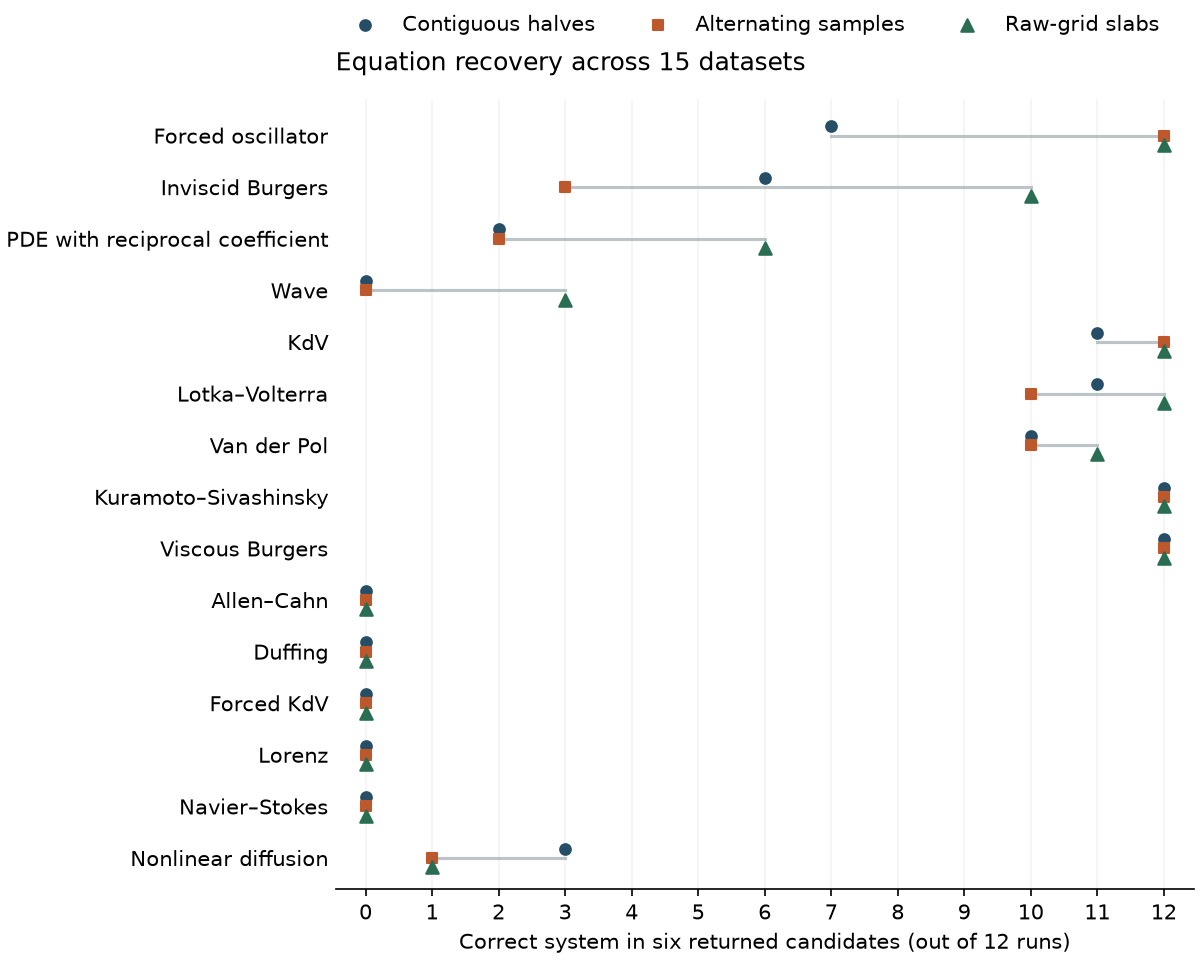 Contiguous halves Alternating samples Raw-grid slabs
Equation recovery across 15 datasets
Forced oscillator
Inviscid Burgers
PDE with reciprocal coefficient
Wave
KdV
Lotka–Volterra
Van der Pol
Kuramoto–Sivashinsky
Viscous Burgers
Allen–Cahn
Duffing
Forced KdV
Lorenz
Navier–Stokes
Nonlinear diffusion
0 1 2 3 4 5 6 7 8 9 10 11 12
Correct system in six returned candidates (out of 12 runs)